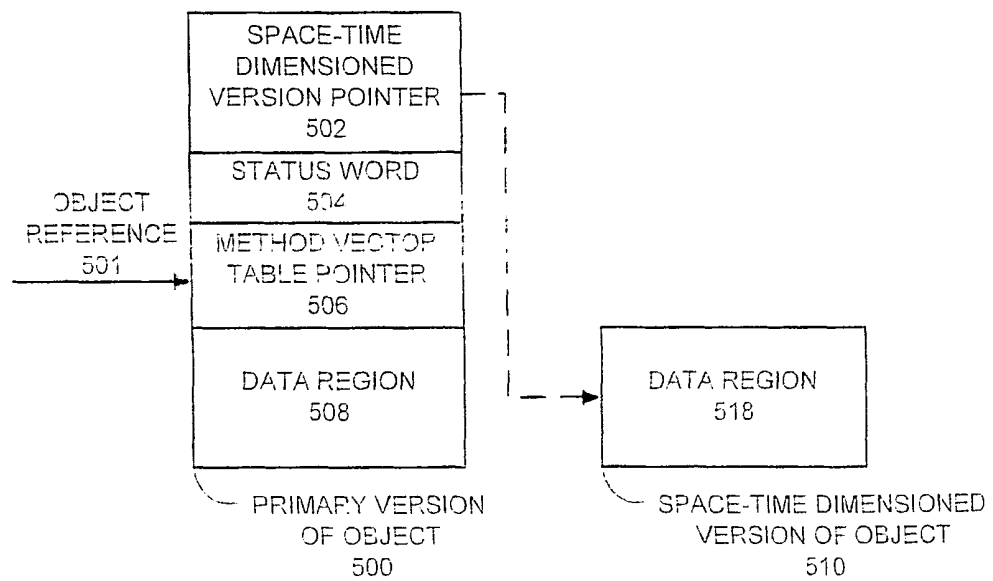 SPACE-TIME
DIMENSIONED
VERSION POINTER
502
STATUS WORD
504
OBJECT
REFERENCE
501
METHOD VECTOR
TABLE POINTER
506
DATA REGION
508
DATA REGION
518
PRIMARY VERSION
OF OBJECT
500
SPACE-TIME DIMENSIONED
VERSION OF OBJECT
510